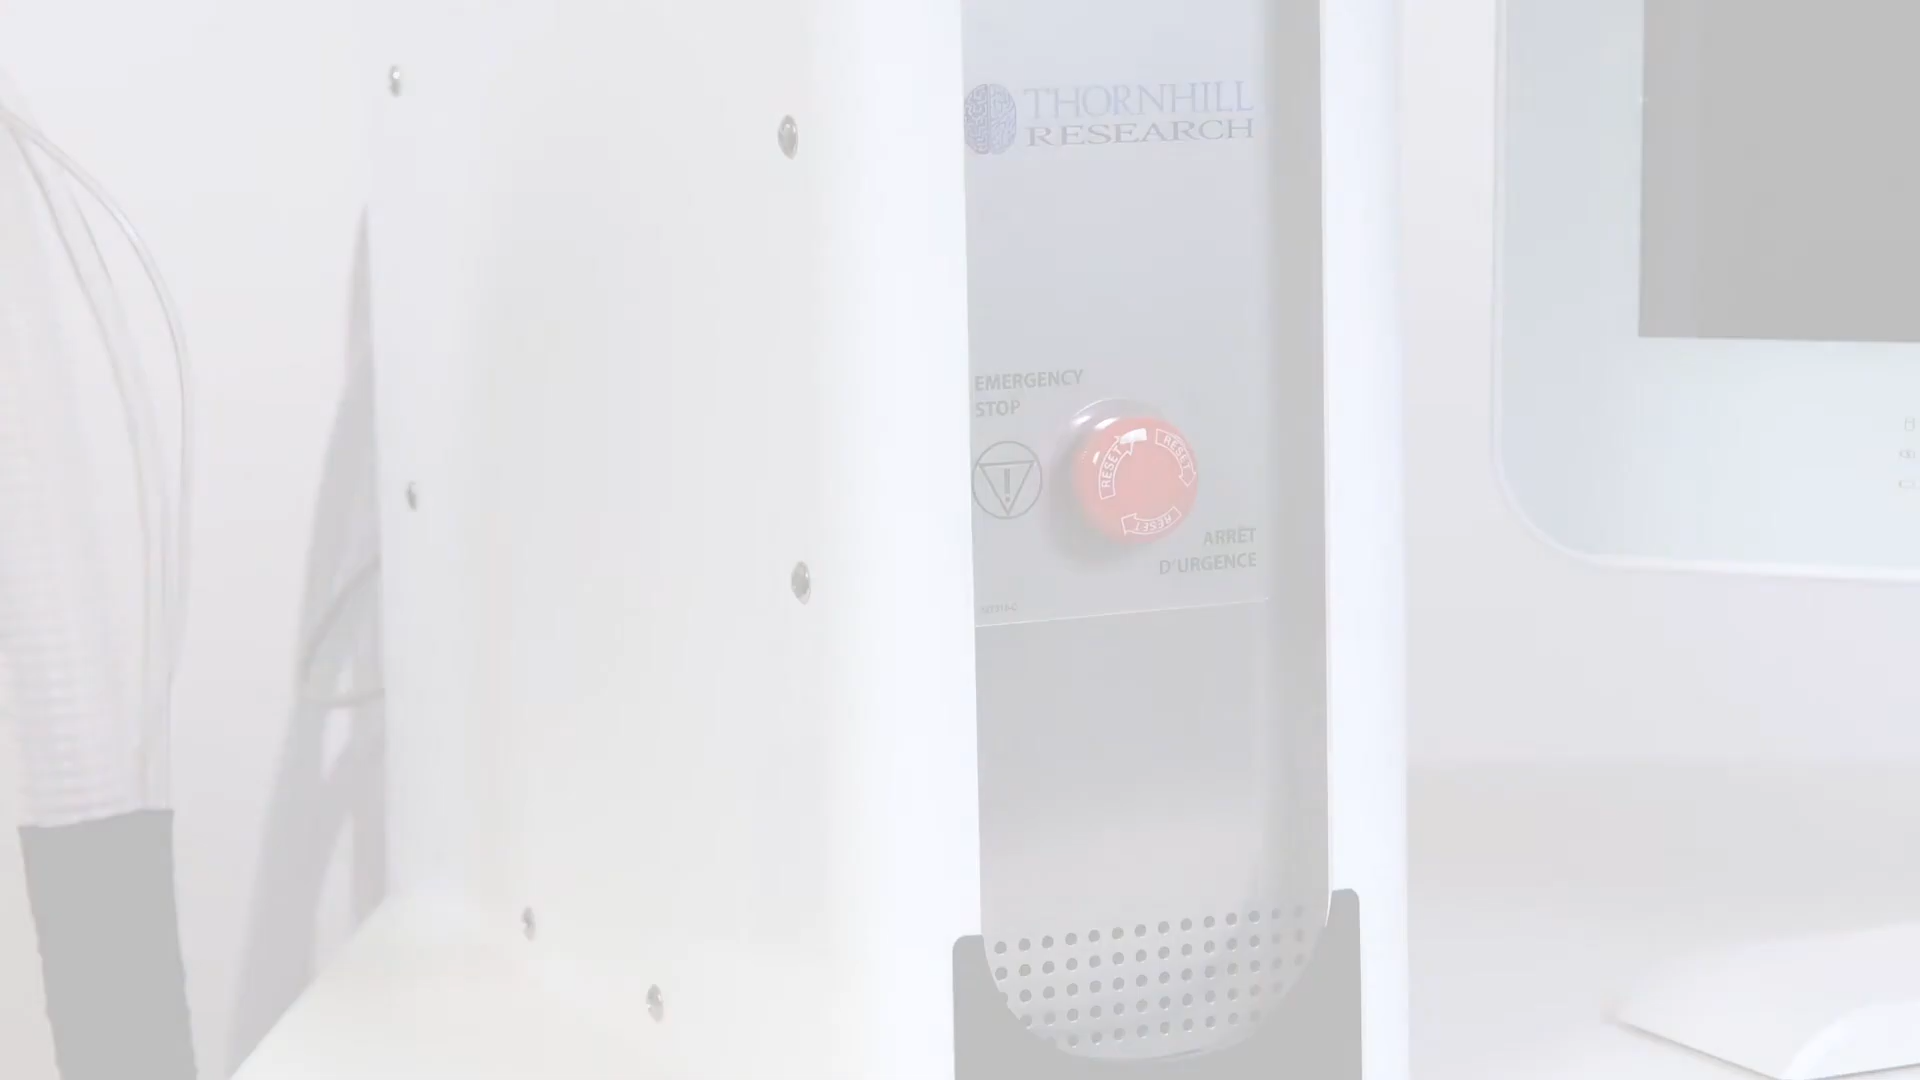 THORNHILL
RESEARCH
EMERGENCY
STOP
RESET
RESET
RESET
ARRÊT
D'URGENCE